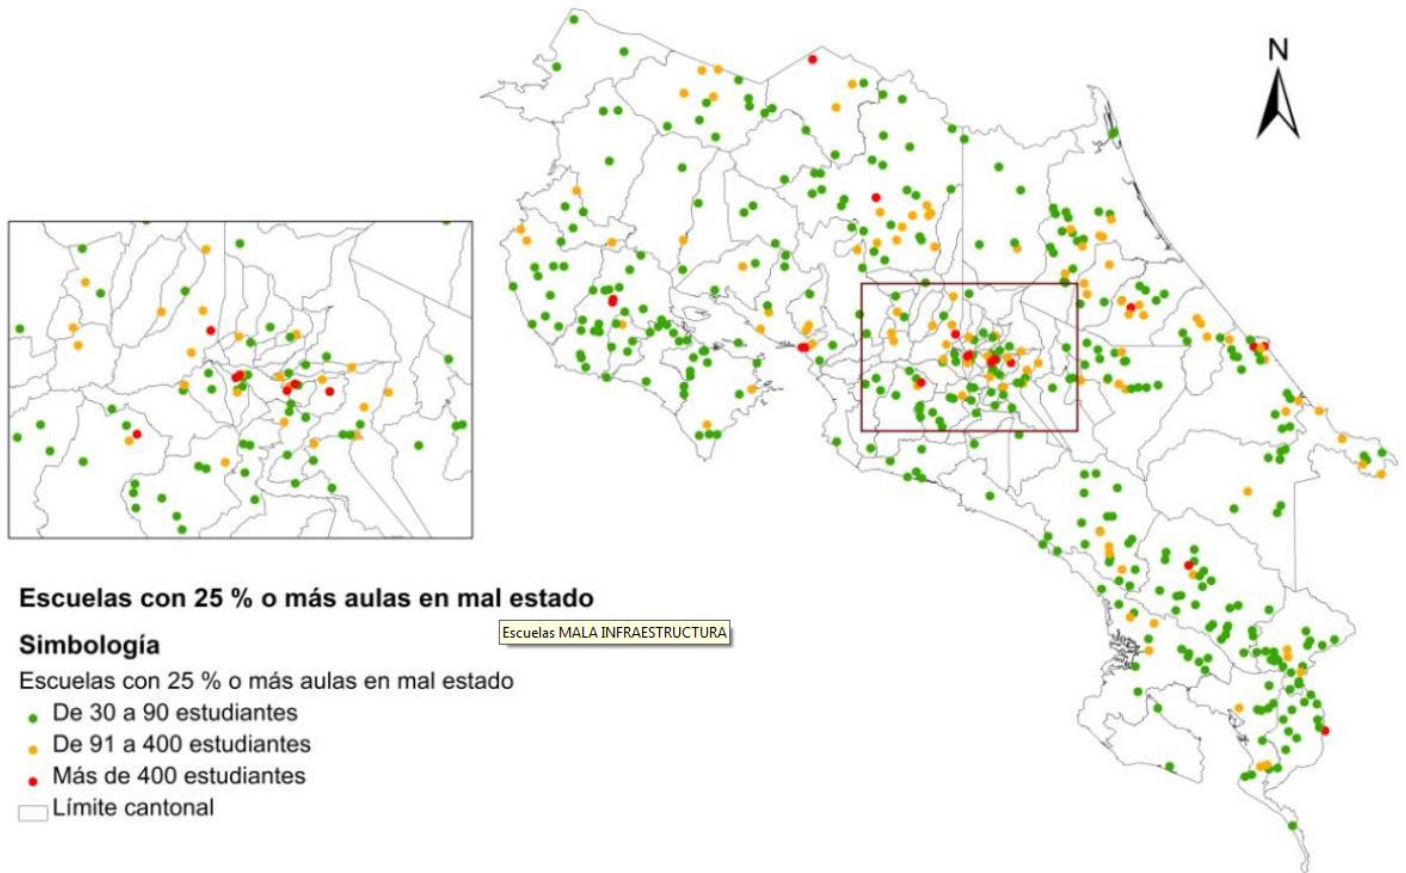 N
Escuelas con 25 % o más aulas en mal estado
Escuelas MALA INFRAESTRUCTURA
Simbología
Escuelas con 25 % o más aulas en mal estado
De 30 a 90 estudiantes
De 91 a 400 estudiantes
Más de 400 estudiantes
Límite cantonal